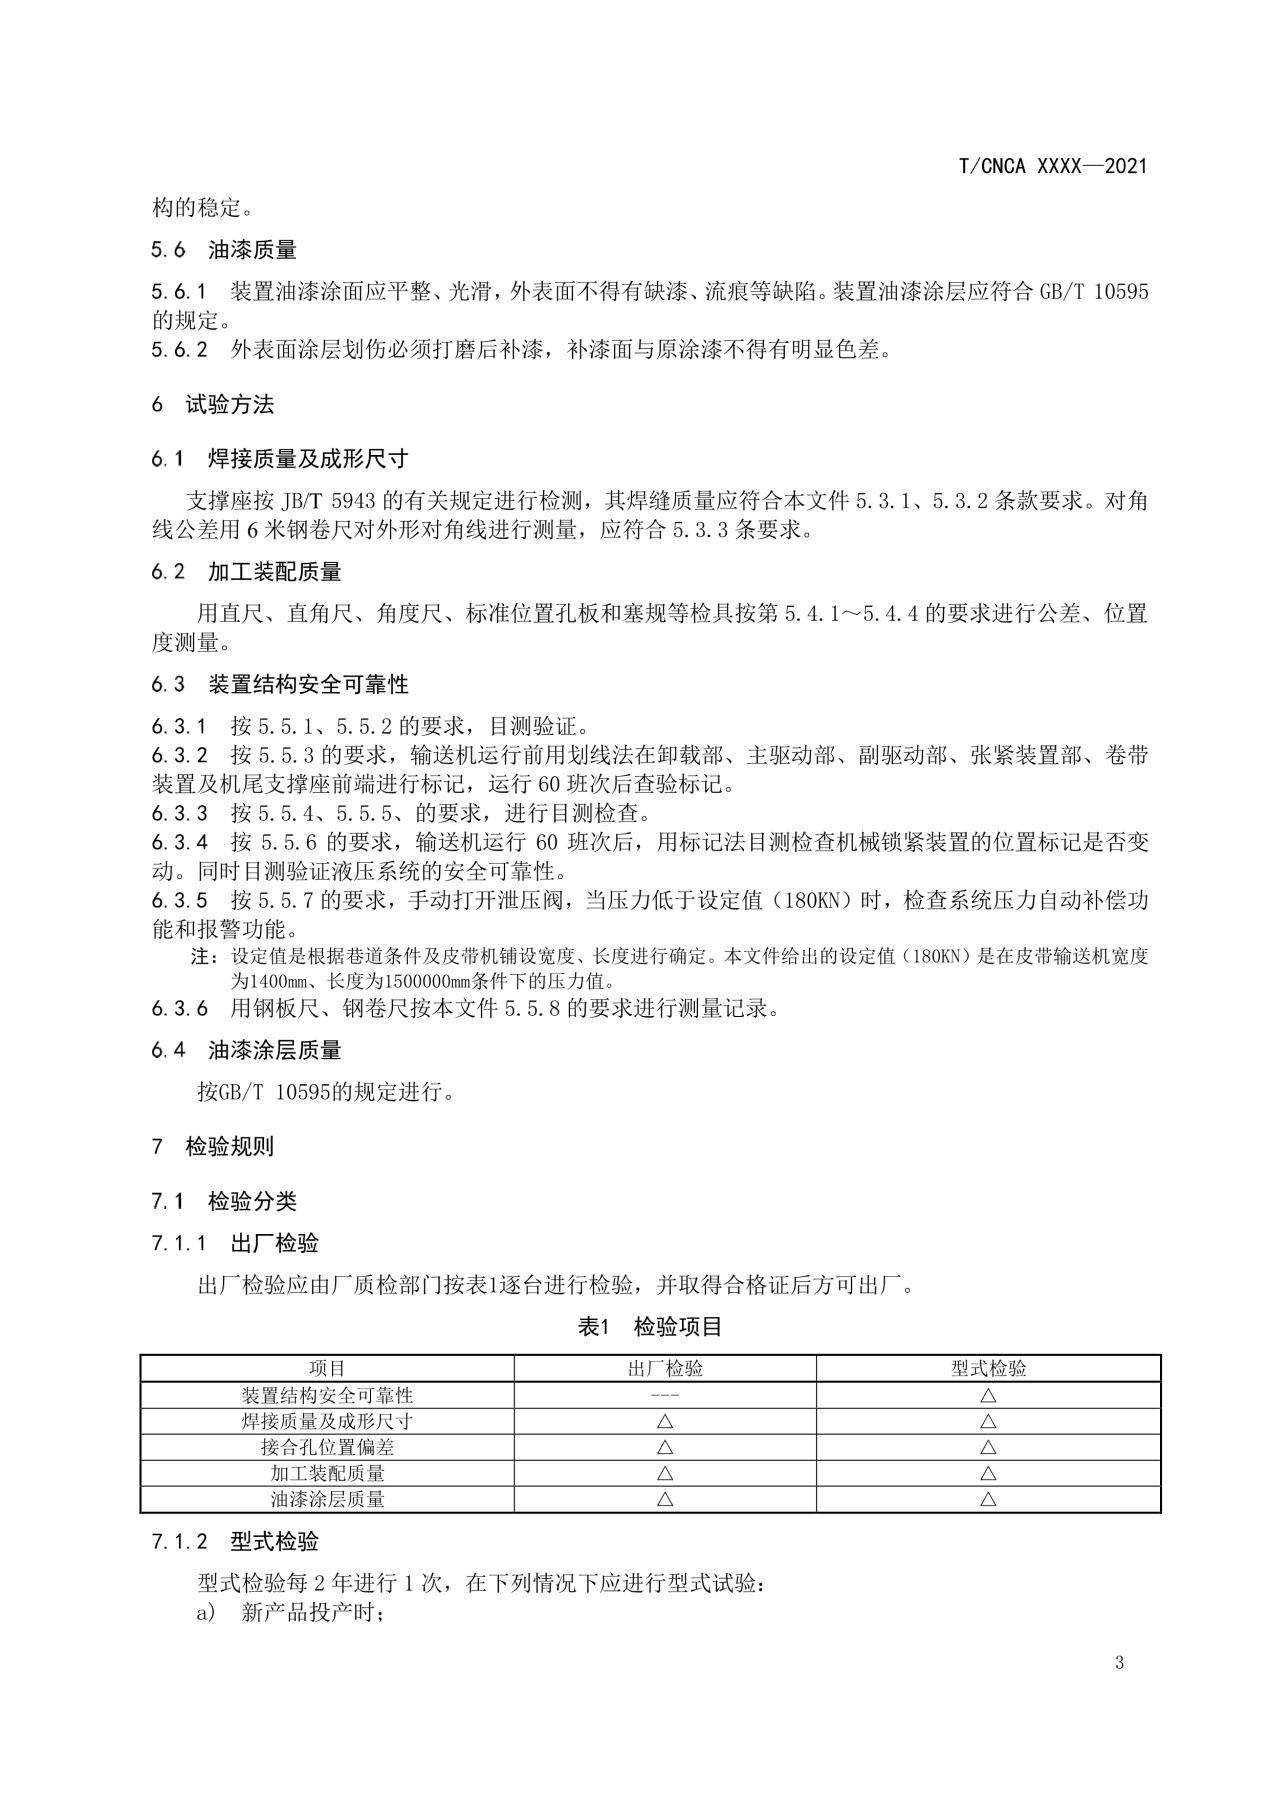 T/CNCA XXXX—2021
构的稳定。
5.6 油漆质量
5.6.1 装置油漆涂面应平整、光滑，外表面不得有缺漆、流痕等缺陷。装置油漆涂层应符合 GB/T 10595
的规定。
5.6.2 外表面涂层划伤必须打磨后补漆，补漆面与原涂漆不得有明显色差。
6 试验方法
6.1 焊接质量及成形尺寸
支撑座按 JB/T 5943 的有关规定进行检测，其焊缝质量应符合本文件 5.3.1、5.3.2 条款要求。对角
线公差用 6 米钢卷尺对外形对角线进行测量，应符合 5.3.3 条要求。
6.2 加工装配质量
用直尺、直角尺、角度尺、标准位置孔板和塞规等检具按第 5.4.1～5.4.4 的要求进行公差、位置
度测量。
6.3 装置结构安全可靠性
6.3.1 按 5.5.1、5.5.2 的要求，目测验证。
6.3.2 按 5.5.3 的要求，输送机运行前用划线法在卸载部、主驱动部、副驱动部、张紧装置部、卷带
装置及机尾支撑座前端进行标记，运行 60 班次后查验标记。
6.3.3 按 5.5.4、5.5.5、的要求，进行目测检查。
6.3.4 按 5.5.6 的要求，输送机运行 60 班次后，用标记法目测检查机械锁紧装置的位置标记是否变
动。同时目测验证液压系统的安全可靠性。
6.3.5 按 5.5.7 的要求，手动打开泄压阀，当压力低于设定值（180KN）时，检查系统压力自动补偿功
能和报警功能。
注：设定值是根据巷道条件及皮带机铺设宽度、长度进行确定。本文件给出的设定值（180KN）是在皮带输送机宽度
为1400mm、长度为1500000mm条件下的压力值。
6.3.6 用钢板尺、钢卷尺按本文件 5.5.8 的要求进行测量记录。
6.4 油漆涂层质量
按GB/T 10595的规定进行。
7 检验规则
7.1 检验分类
7.1.1 出厂检验
出厂检验应由厂质检部门按表1逐台进行检验，并取得合格证后方可出厂。
表1 检验项目
项目 出厂检验 型式检验
装置结构安全可靠性 --- △
焊接质量及成形尺寸 △ △
接合孔位置偏差 △ △
加工装配质量 △ △
油漆涂层质量 △ △
7.1.2 型式检验
型式检验每 2 年进行 1 次，在下列情况下应进行型式试验：
a) 新产品投产时；
3